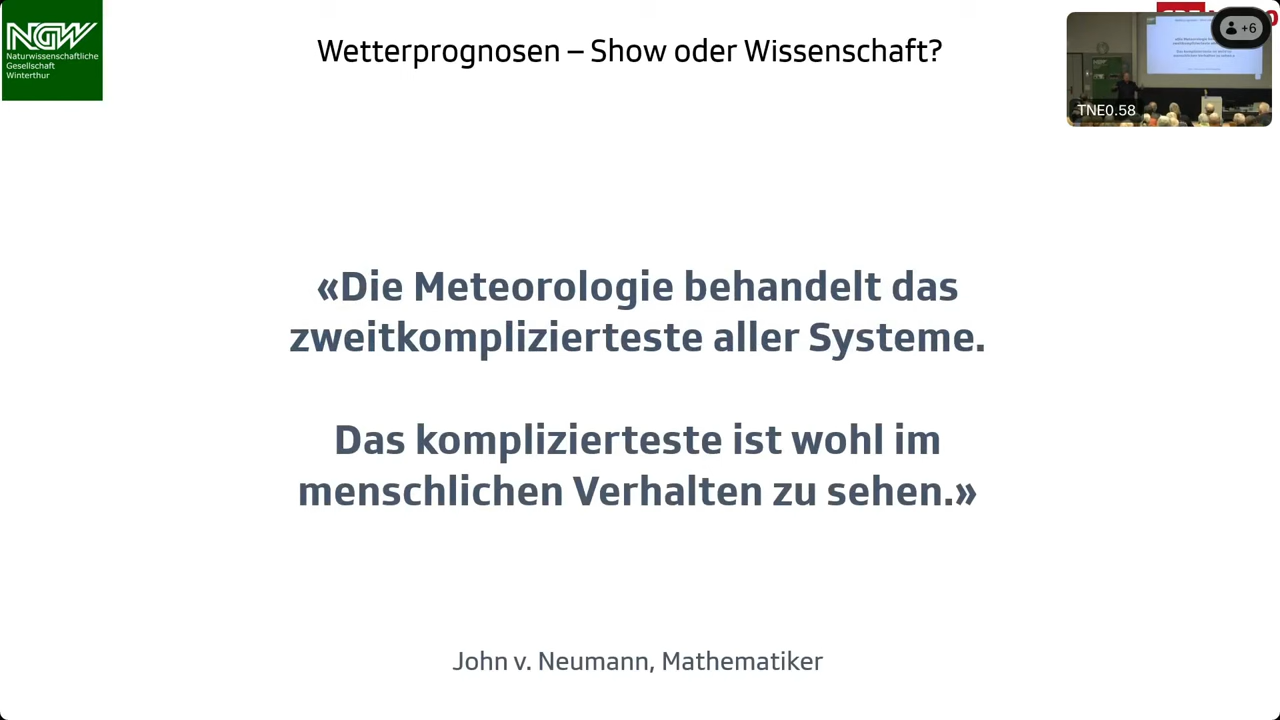 NGW
Naturwissenschaftliche
Gesellschaft
Winterthur
Wetterprognosen – Show oder Wissenschaft?
+6
TNE0.58
«Die Meteorologie behandelt das
zweitkomplizierteste aller Systeme.
Das komplizierteste ist wohl im
menschlichen Verhalten zu sehen.»
John v. Neumann, Mathematiker